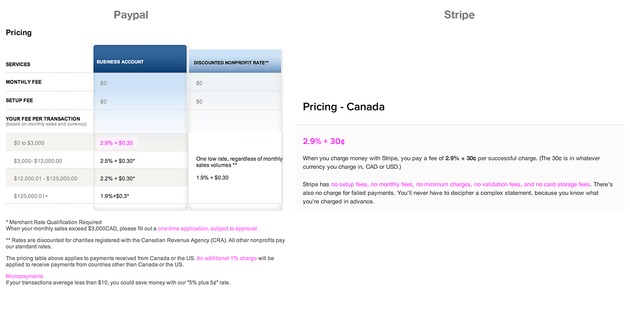 Paypal
Stripe
Pricing
SERVICES
BUSINESS ACCOUNT
DISCOUNTED NONPROFIT RATE**
MONTHLY FEE
$0
$0
SETUP FEE
$0
$0
YOUR FEE PER TRANSACTION
(based on monthly sales and currency)
$0 to $3,000
2.9% + $0.30
$3,000- $12,000.00
2.5% + $0.30*
One low rate, regardless of monthly
sales volumes **
$12,000.01 - $125,000.00
2.2% + $0.30*
1.9% + $0.30
$125,000.01+
1.9%+$0.3*
* Merchant Rate Qualification Required
When your monthly sales exceed $3,000CAD, please fill out a one-time application, subject to approval.
** Rates are discounted for charities registered with the Canadian Revenue Agency (CRA). All other nonprofits pay
our standard rates.
The pricing table above applies to payments received from Canada or the US. An additional 1% charge will be
applied to receive payments from countries other than Canada or the US.
Micropayments
If your transactions average less than $10, you could save money with our "5% plus 5¢" rate.
Pricing - Canada
2.9% + 30¢
When you charge money with Stripe, you pay a fee of 2.9% + 30¢ per successful charge. (The 30¢ is in whatever
currency you charge in, CAD or USD.)
Stripe has no setup fees, no monthly fees, no minimum charges, no validation fees, and no card storage fees. There's
also no charge for failed payments. You'll never have to decipher a complex statement, because you know what
you're charged in advance.